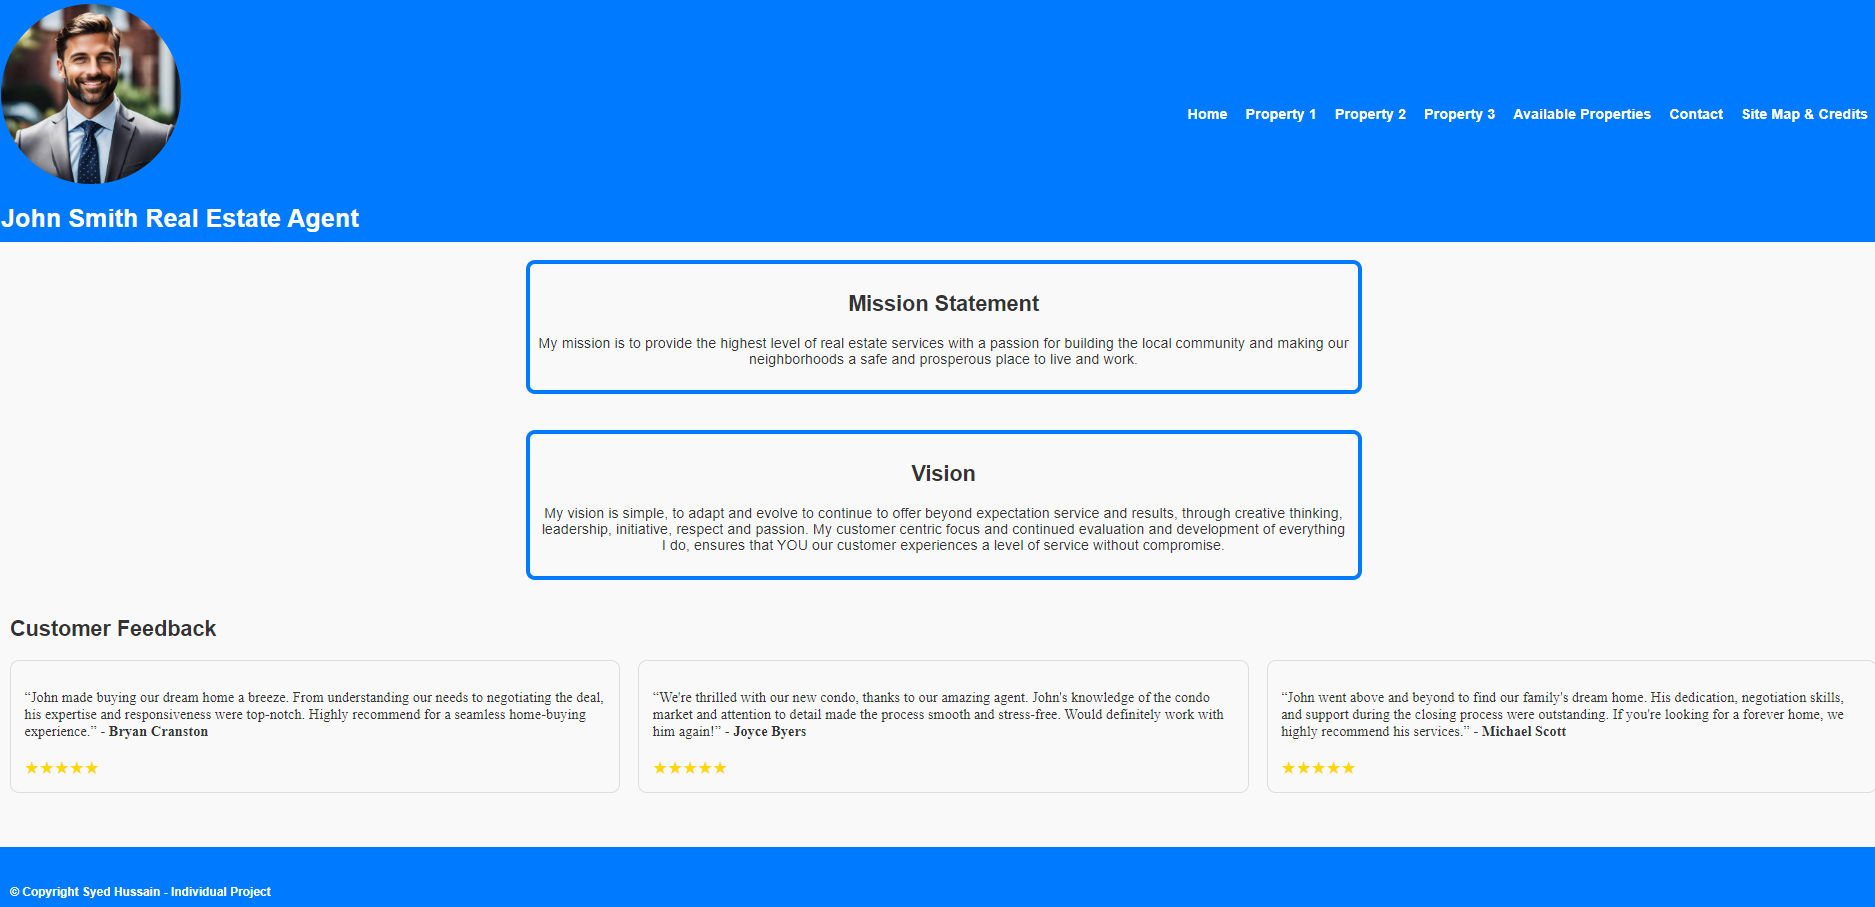 Home Property 1 Property 2 Property 3 Available Properties Contact Site Map & Credits
John Smith Real Estate Agent
Mission Statement
My mission is to provide the highest level of real estate services with a passion for building the local community and making our
neighborhoods a safe and prosperous place to live and work.
Vision
My vision is simple, to adapt and evolve to continue to offer beyond expectation service and results, through creative thinking,
leadership, initiative, respect and passion. My customer centric focus and continued evaluation and development of everything
I do, ensures that YOU our customer experiences a level of service without compromise.
Customer Feedback
“John made buying our dream home a breeze. From understanding our needs to negotiating the deal,
his expertise and responsiveness were top-notch. Highly recommend for a seamless home-buying
experience.” - Bryan Cranston
★★★★★
“We're thrilled with our new condo, thanks to our amazing agent. John's knowledge of the condo
market and attention to detail made the process smooth and stress-free. Would definitely work with
him again!” - Joyce Byers
★★★★★
“John went above and beyond to find our family's dream home. His dedication, negotiation skills,
and support during the closing process were outstanding. If you're looking for a forever home, we
highly recommend his services.” - Michael Scott
★★★★★
© Copyright Syed Hussain - Individual Project